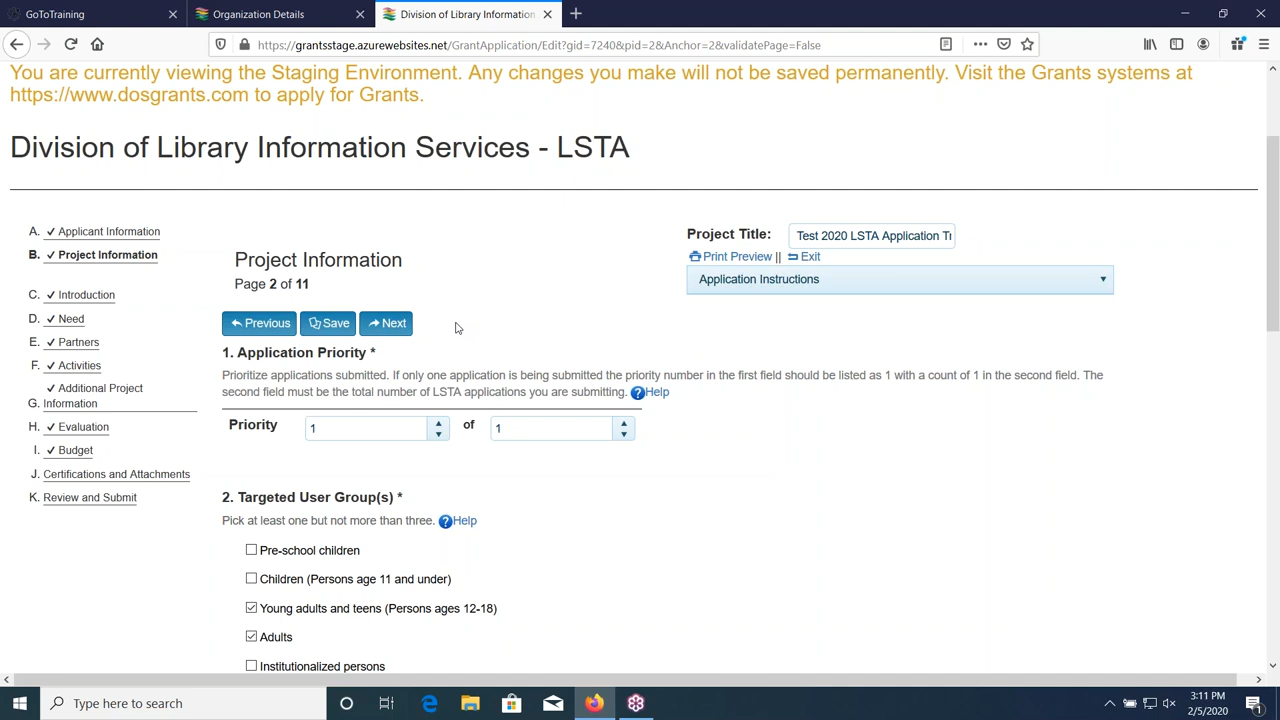 GoToTraining
Organization Details
Division of Library Information
https://grantsstage.azurewebsites.net/GrantApplication/Edit?gid=7240&pid=2&Anchor=2&validatePage=False
You are currently viewing the Staging Environment. Any changes you make will not be saved permanently. Visit the Grants systems at
https://www.dosgrants.com to apply for Grants.
Division of Library Information Services - LSTA
A. ✓ Applicant Information
B. ✓ Project Information
C. ✓ Introduction
D. ✓ Need
E. ✓ Partners
F. ✓ Activities
✓ Additional Project
G. Information
H. ✓ Evaluation
I. ✓ Budget
J. Certifications and Attachments
K. Review and Submit
Project Information
Page 2 of 11
Project Title: Test 2020 LSTA Application Tr
Print Preview || Exit
Application Instructions
Previous Save Next
1. Application Priority *
Prioritize applications submitted. If only one application is being submitted the priority number in the first field should be listed as 1 with a count of 1 in the second field. The
second field must be the total number of LSTA applications you are submitting. ?Help
Priority 1 of 1
2. Targeted User Group(s) *
Pick at least one but not more than three. ?Help
Pre-school children
Children (Persons age 11 and under)
Young adults and teens (Persons ages 12-18)
Adults
Institutionalized persons
Type here to search
3:11 PM
2/5/2020
1